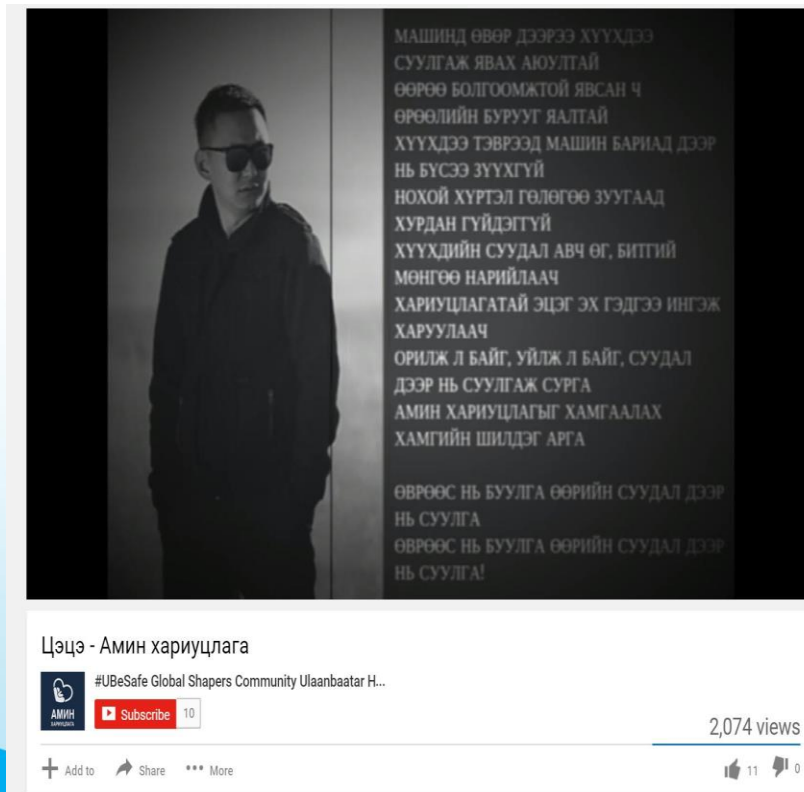 МАШИНД ӨВӨР ДЭЭРЭЭ ХҮҮХДЭЭ
СУУЛГАЖ ЯВАХ АЮУЛТАЙ
ӨӨРӨӨ БОЛГООМЖТОЙ ЯВСАН Ч
ӨРӨӨЛИЙН БУРУУГ ЯАЛТАЙ
ХҮҮХДЭЭ ТЭВРЭЭД МАШИН БАРИАД ДЭЭР
НЬ БҮСЭЭ ЗҮҮХГҮЙ
НОХОЙ ХҮРТЭЛ ГӨЛӨГӨӨ ЗУУГААД
ХУРДАН ГҮЙДЭГГҮЙ
ХҮҮХДИЙН СУУДАЛ АВЧ ӨГ, БИТГИЙ
МӨНГӨӨ НАРИЙЛААЧ
ХАРИУЦЛАГАТАЙ ЭЦЭГ ЭХ ГЭДГЭЭ ИНГЭЖ
ХАРУУЛААЧ
ОРИЛЖ Л БАЙГ, УЙЛЖ Л БАЙГ, СУУДАЛ
ДЭЭР НЬ СУУЛГАЖ СУРГА
АМИН ХАРИУЦЛАГЫГ ХАМГААЛАХ
ХАМГИЙН ШИЛДЭГ АРГА
ӨВРӨӨС НЬ БУУЛГА ӨӨРИЙН СУУДАЛ ДЭЭР
НЬ СУУЛГА
ӨВРӨӨС НЬ БУУЛГА ӨӨРИЙН СУУДАЛ ДЭЭР
НЬ СУУЛГА!
Цэцэ - Амин хариуцлага
#UBeSafe Global Shapers Community Ulaanbaatar H...
АМИН
ХАРИУЦЛАГА
Subscribe 10
2,074 views
Add to Share More
11 0